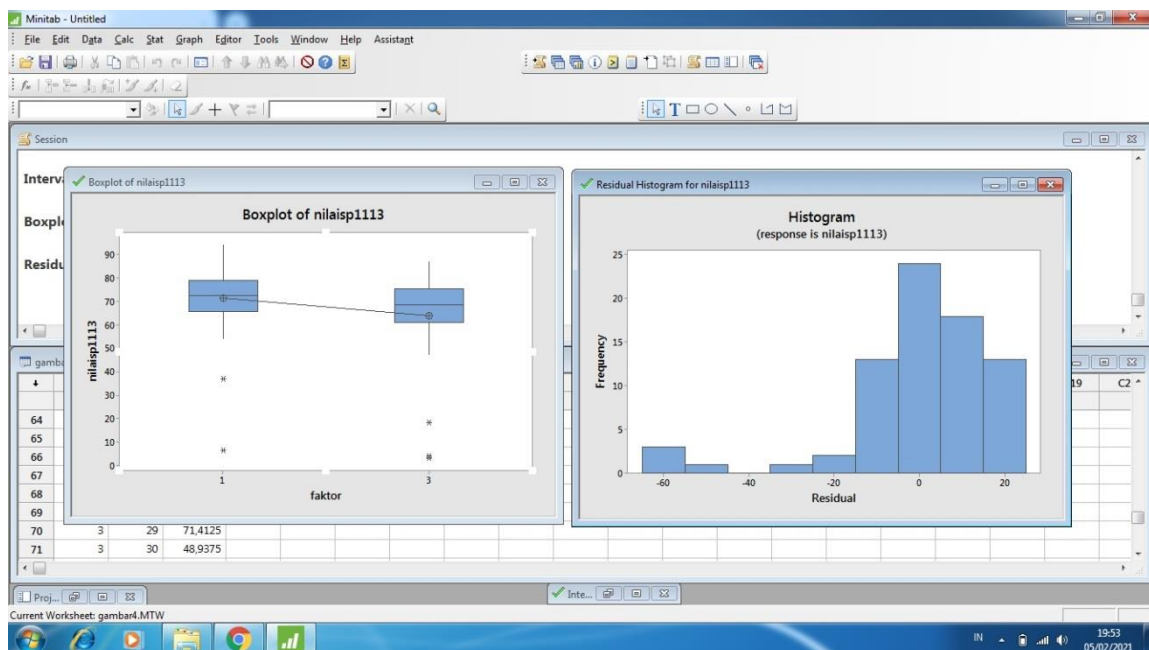 Minitab - Untitled
File Edit Data Calc Stat Graph Editor Tools Window Help Assistant
Session
Interv
Boxplo
Residu
Boxplot of nilaisp1113
Boxplot of nilaisp1113
90
80
70
60
50
40
30
20
10
0
nilaisp1113
1 3
faktor
Residual Histogram for nilaisp1113
Histogram
(response is nilaisp1113)
25
20
15
10
5
0
Frequency
-60 -40 -20 0 20
Residual
gamba
19 C2
64
65
66
67
68
69
70 3 29 71,4125
71 3 30 48,9375
Proj...
Inte...
Current Worksheet: gambar4.MTW
IN
19:53
05/02/2021